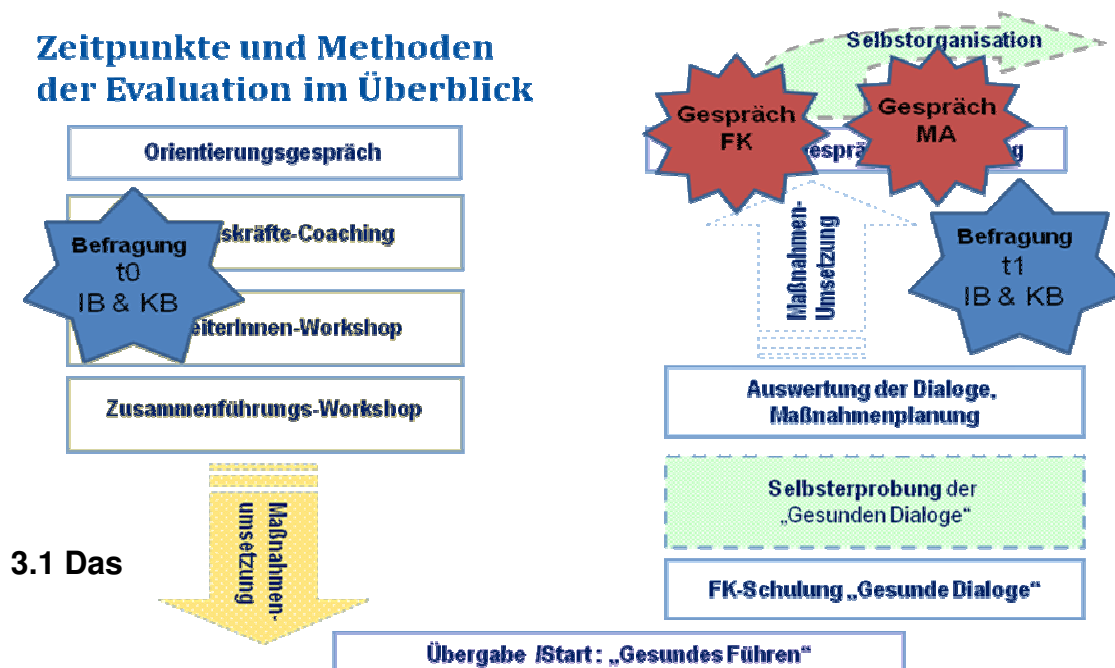 Zeitpunkte und Methoden
der Evaluation im Überblick
Orientierungsgespräch
gskräfte-Coaching
Befragung
t0
IB & KB
eiterInnen-Workshop
Zusammenführungs-Workshop
Maßnahmen-
umsetzung
3.1 Das
Übergabe /Start: „Gesundes Führen“
FK-Schulung „Gesunde Dialoge“
Selbsterprobung der
„Gesunden Dialoge“
Auswertung der Dialoge,
Maßnahmenplanung
Maßnahmen-
Umsetzung
Befragung
t1
IB & KB
Gespräch
FK
Gespräch
MA
Selbstorganisation